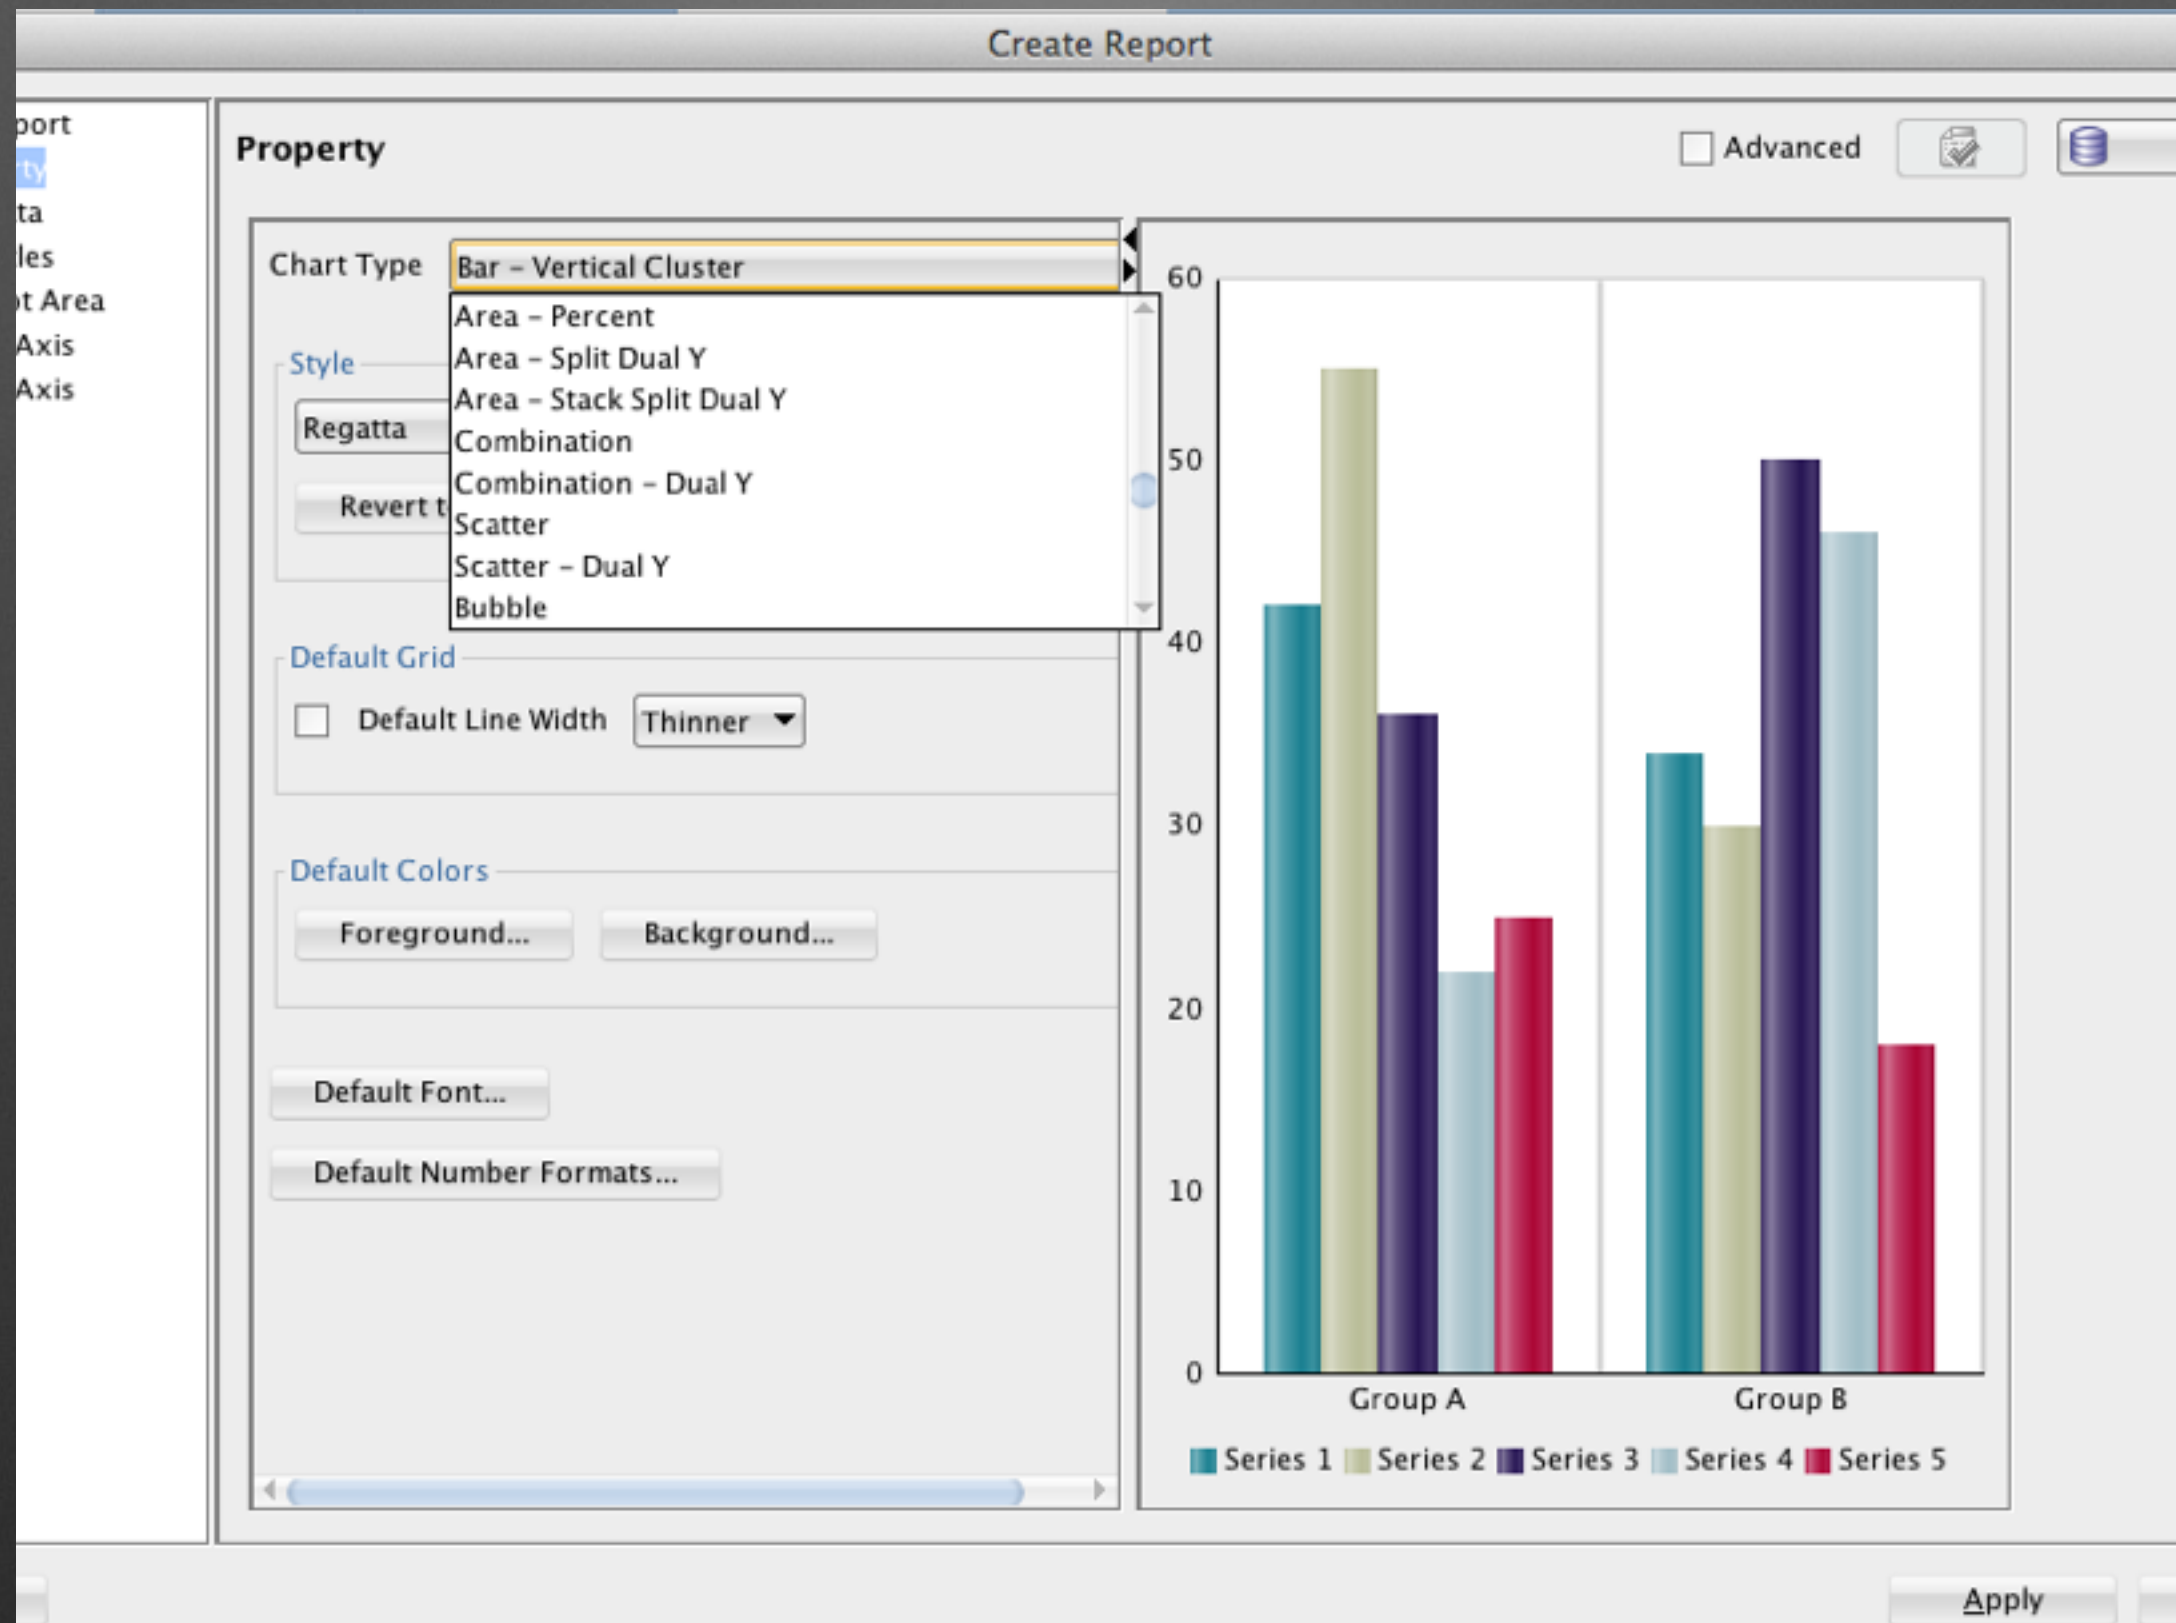 Create Report
port
rty
ta
les
ot Area
Axis
Axis
Property
Advanced
Chart Type
Bar – Vertical Cluster
Area – Percent
Area – Split Dual Y
Area – Stack Split Dual Y
Combination
Combination – Dual Y
Scatter
Scatter – Dual Y
Bubble
Style
Regatta
Revert t
Default Grid
Default Line Width
Thinner
Default Colors
Foreground...
Background...
Default Font...
Default Number Formats...
60
50
40
30
20
10
0
Group A Group B
Series 1 Series 2 Series 3 Series 4 Series 5
Apply